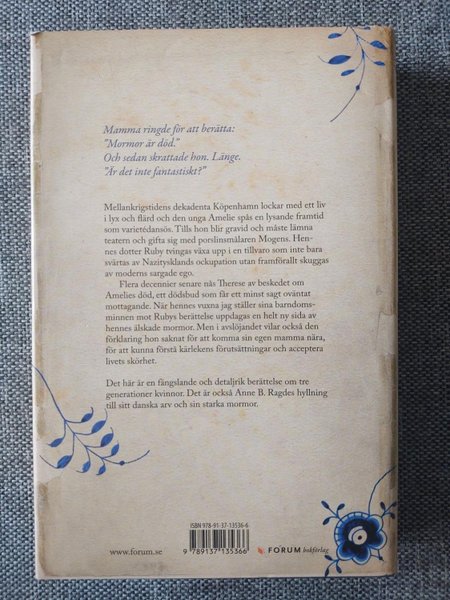 Mamma ringde för att berätta:
"Mormor är död."
Och sedan skrattade hon. Länge.
"Är det inte fantastiskt?"
Mellankrigstidens dekadenta Köpenhamn lockar med ett liv
i lyx och flärd och den unga Amelie spås en lysande framtid
som varietédansös. Tills hon blir gravid och måste lämna
teatern och gifta sig med porslinsmålaren Mogens. Hen-
nes dotter Ruby tvingas växa upp i en tillvaro som inte bara
svärtas av Nazitysklands ockupation utan framförallt skuggas
av moderns sargade ego.
Flera decennier senare nås Therese av beskedet om
Amelies död, ett dödsbud som får ett minst sagt oväntat
mottagande. När hennes vuxna jag ställer sina barndoms-
minnen mot Rubys berättelse uppdagas en helt ny sida av
hennes älskade mormor. Men i avslöjandet vilar också den
förklaring hon saknat för att komma sin egen mamma nära,
för att kunna förstå kärlekens förutsättningar och acceptera
livets skörhet.
Det här är en fängslande och detaljrik berättelse om tre
generationer kvinnor. Det är också Anne B. Ragdes hyllning
till sitt danska arv och sin starka mormor.
ISBN 978-91-37-13536-6
9 789137 135366
www.forum.se
FORUM bokförlag